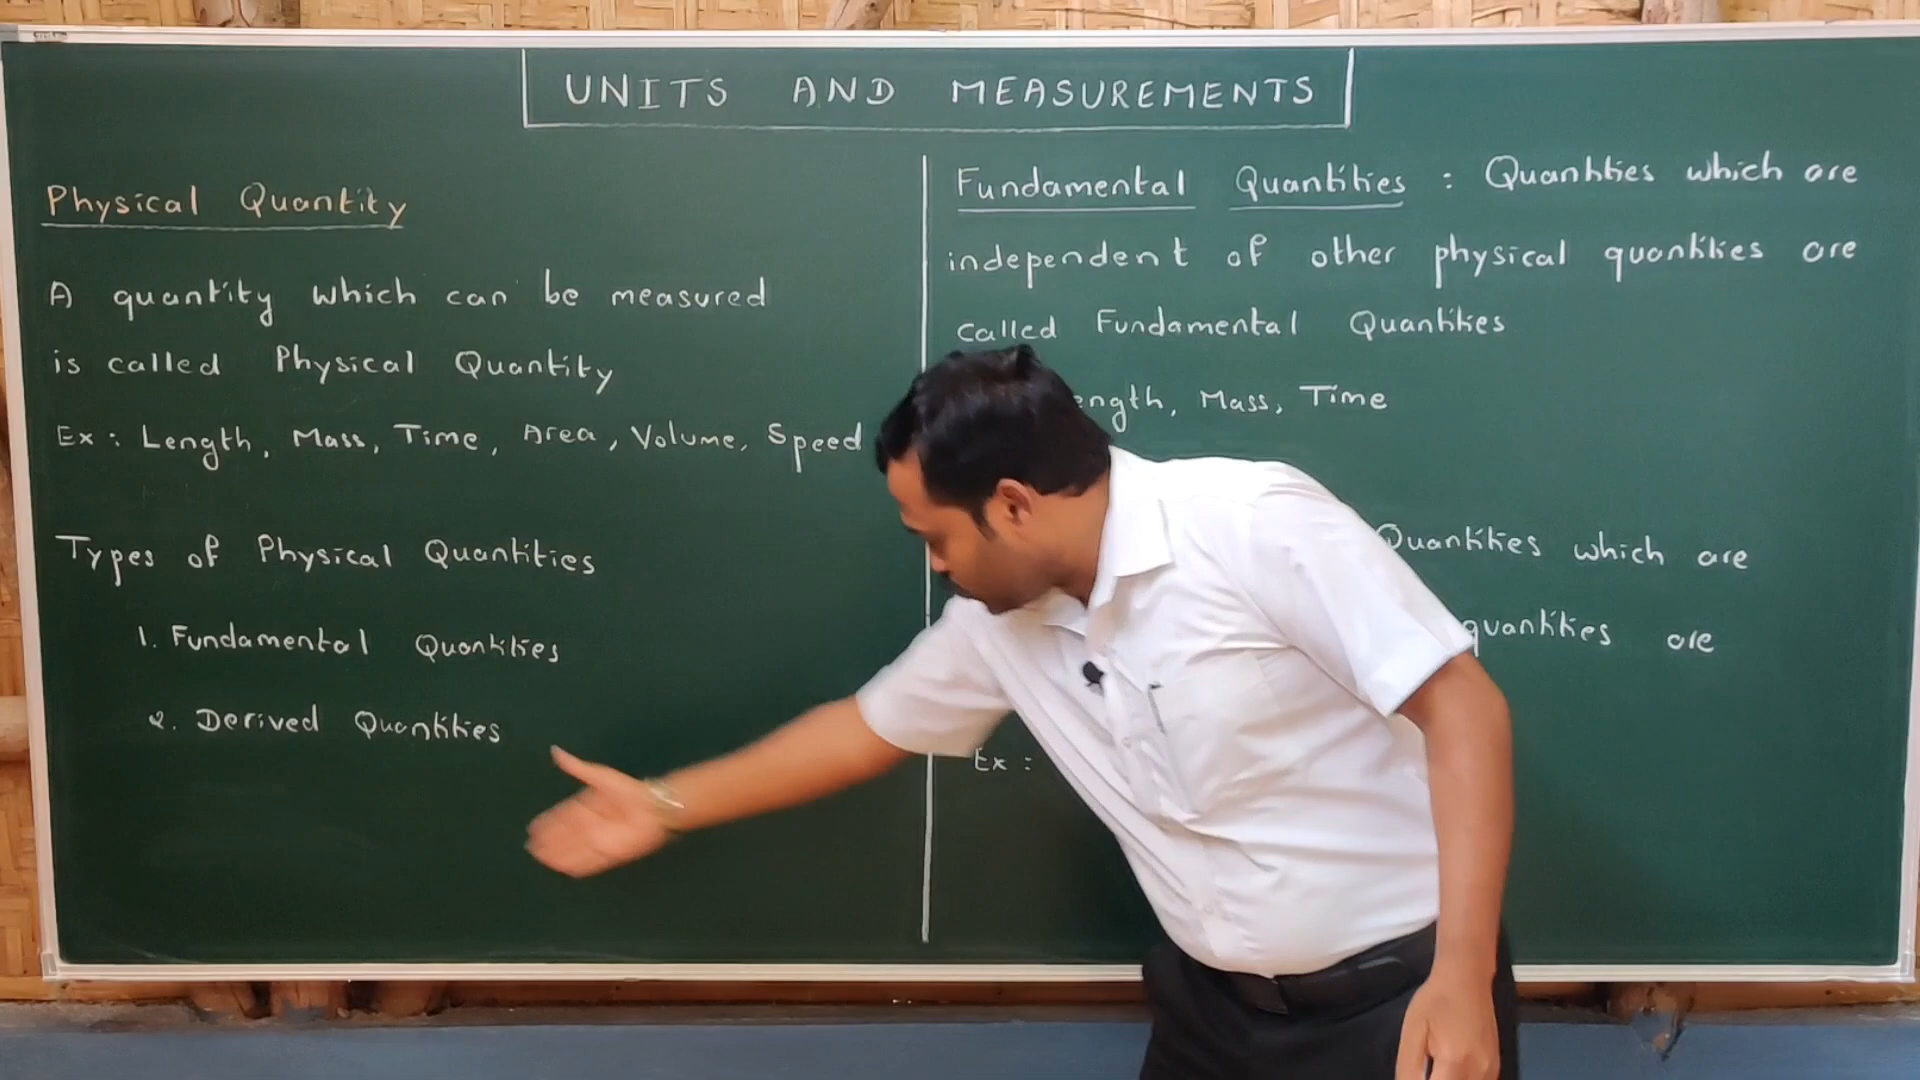 UNITS AND MEASUREMENTS
Physical Quantity
A quantity which can be measured
is called Physical Quantity
Ex: Length, Mass, Time, Area, Volume, Speed
Types of Physical Quantities
1. Fundamental Quantities
2. Derived Quantities
Fundamental Quantities : Quantities which are
independent of other physical quantities are
called Fundamental Quantities
ength, Mass, Time
Quantities which are
quantities are
Ex :